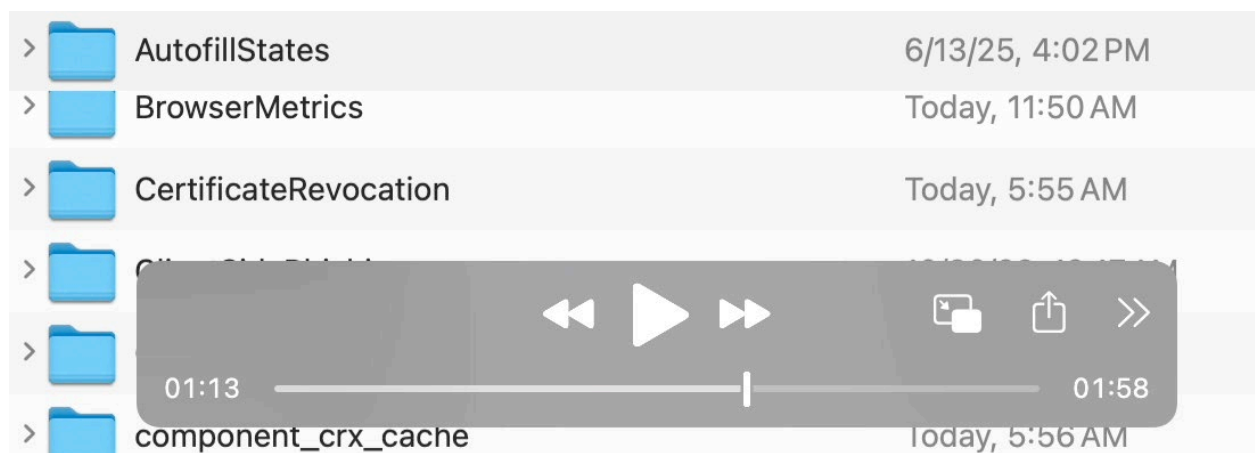 AutofillStates 6/13/25, 4:02 PM
BrowserMetrics Today, 11:50 AM
CertificateRevocation Today, 5:55 AM
01:13 01:58
component_crx_cache Today, 5:56 AM